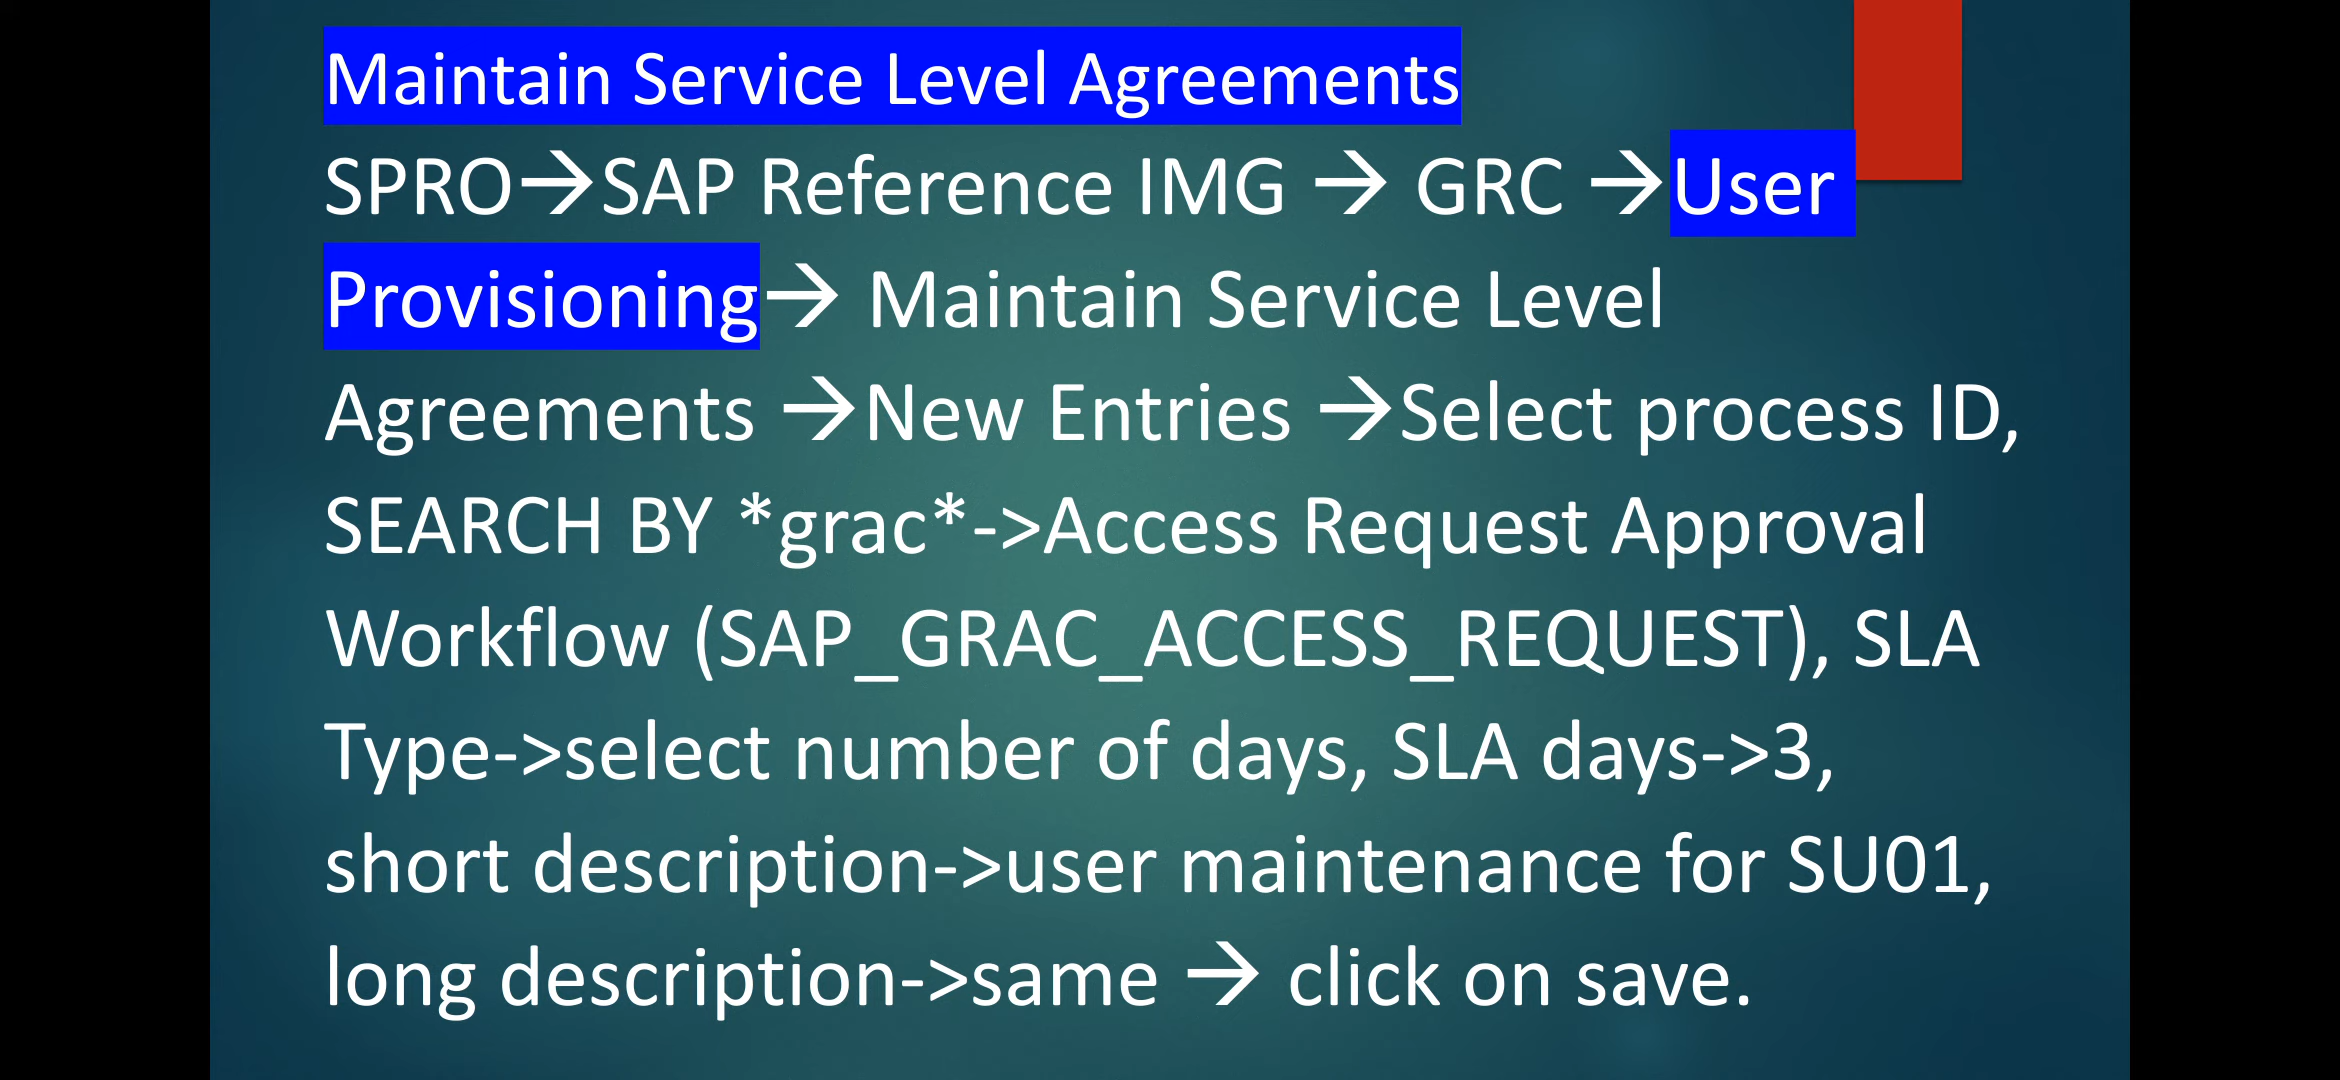 Maintain Service Level Agreements
SPRO→SAP Reference IMG → GRC →User
Provisioning→ Maintain Service Level
Agreements →New Entries →Select process ID,
SEARCH BY *grac*->Access Request Approval
Workflow (SAP_GRAC_ACCESS_REQUEST), SLA
Type->select number of days, SLA days->3,
short description->user maintenance for SU01,
long description->same → click on save.